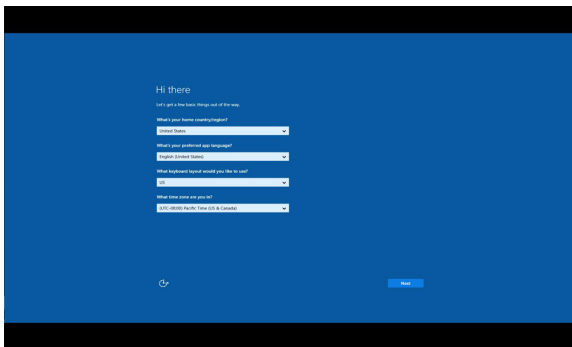 Hi there
Let's get a few basic things out of the way.
What's your home country/region?
United States
What's your preferred app language?
English (United States)
What keyboard layout would you like to use?
US
What time zone are you in?
(UTC-08:00) Pacific Time (US & Canada)
Next